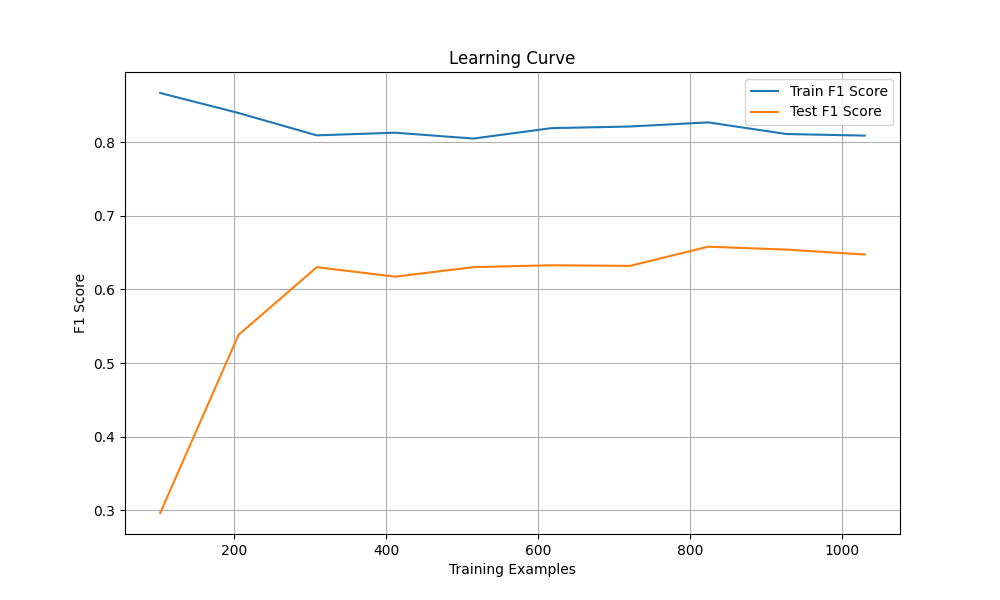 Learning Curve
Train F1 Score
Test F1 Score
F1 Score
0.8
0.7
0.6
0.5
0.4
0.3
200 400 600 800 1000
Training Examples